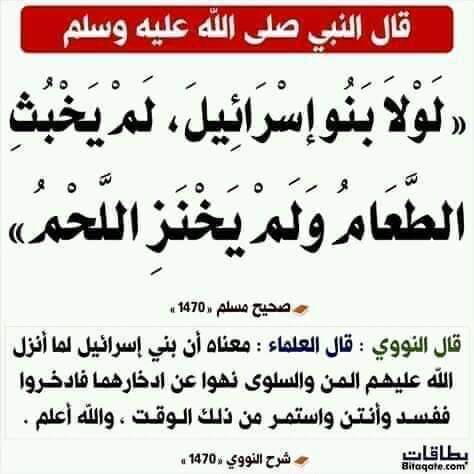 قال النبي صلى الله عليه وسلم
« لَوْلَا بَنُو إِسْرَائِيلَ، لَمْ يَخْبُثِ
الطَّعَامُ وَلَمْ يَخْنَزِ اللَّحْمُ »
صحيح مسلم « 1470 »
قال النووي : قال العلماء : معناه أن بني إسرائيل لما أنزل
الله عليهم المن والسلوى نهوا عن ادخارهما فادخروا
ففسد وأنتن واستمر من ذلك الوقت ، والله أعلم .
شرح النووي « 1470 »
بطاقات
Bitaqate.com